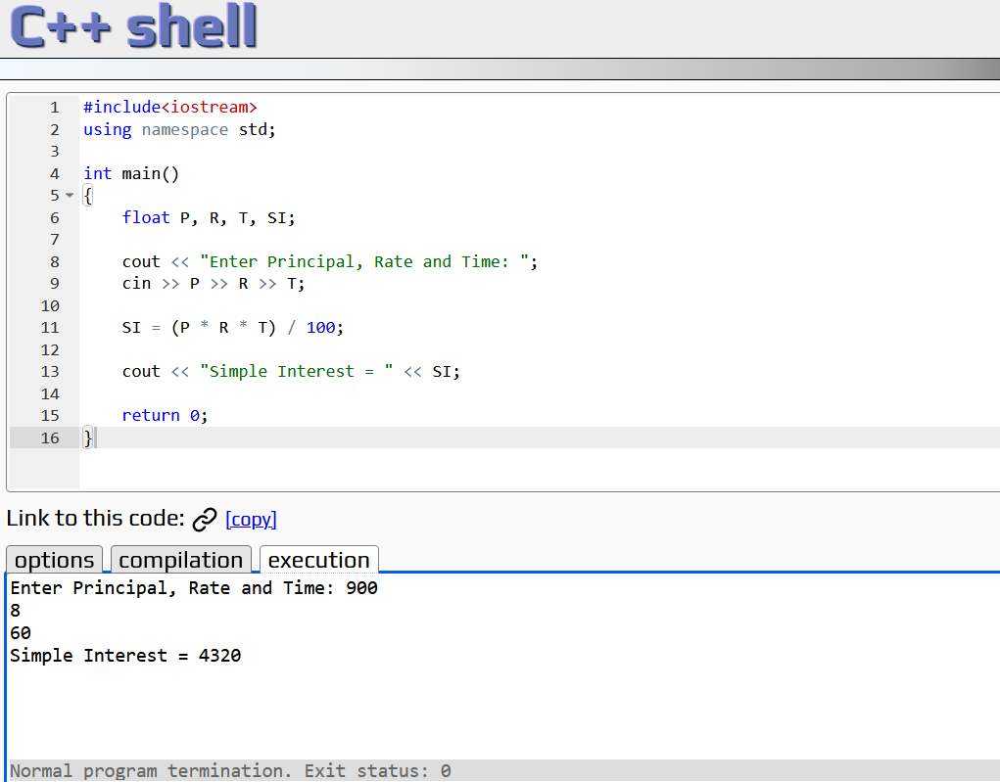 C++ shell
1 #include<iostream>
2 using namespace std;
3
4 int main()
5 {
6     float P, R, T, SI;
7
8     cout << "Enter Principal, Rate and Time: ";
9     cin >> P >> R >> T;
10
11     SI = (P * R * T) / 100;
12
13     cout << "Simple Interest = " << SI;
14
15     return 0;
16 }
Link to this code: [copy]
options compilation execution
Enter Principal, Rate and Time: 900
8
60
Simple Interest = 4320
Normal program termination. Exit status: 0